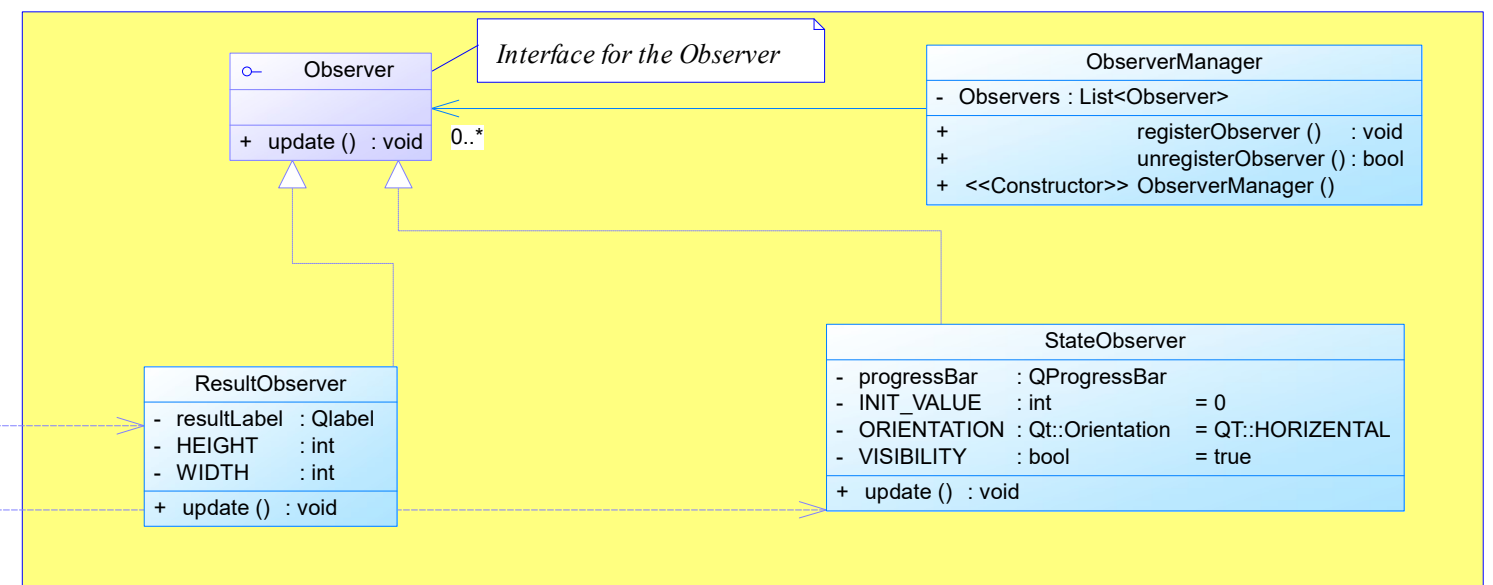 Interface for the Observer
Observer
+ update () : void
0..*
ObserverManager
- Observers : List<Observer>
+ registerObserver () : void
+ unregisterObserver () : bool
+ <<Constructor>> ObserverManager ()
ResultObserver
- resultLabel : Qlabel
- HEIGHT : int
- WIDTH : int
+ update () : void
StateObserver
- progressBar : QProgressBar
- INIT_VALUE : int = 0
- ORIENTATION : Qt::Orientation = QT::HORIZENTAL
- VISIBILITY : bool = true
+ update () : void